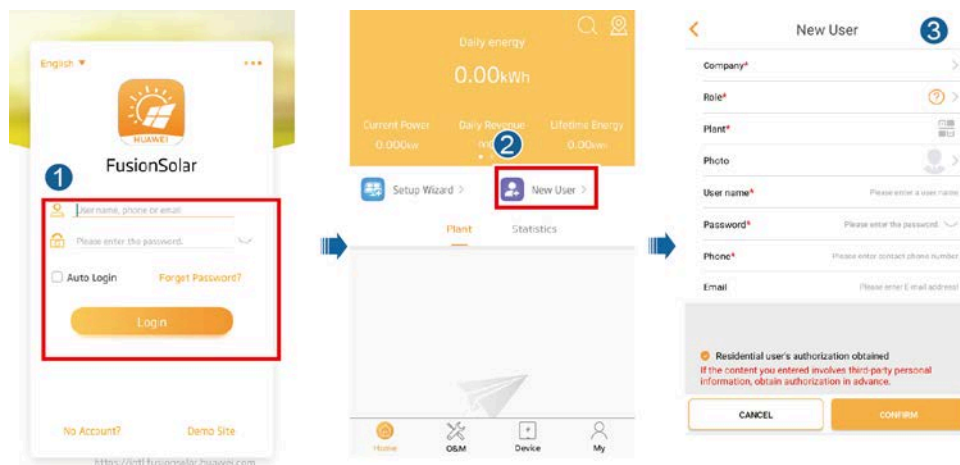 English ▼
HUAWEI
FusionSolar
1
User name, phone or email
Please enter the password.
Auto Login
Forget Password?
Login
No Account?
Demo Site
https://intl.fusionsolar.huawei.com
Daily energy
0.00kWh
Current Power
Daily Revenue
Lifetime Energy
0.000kW
2
0.00kWh
Setup Wizard >
New User >
Plant
Statistics
Home
O&M
Device
My
New User
3
Company*
Role*
?
Plant*
Photo
User name*
Please enter a user name
Password*
Please enter the password.
Phone*
Please enter contact phone number
Email
Please enter E-mail address!
Residential user's authorization obtained
If the content you entered involves third-party personal
information, obtain authorization in advance.
CANCEL
CONFIRM